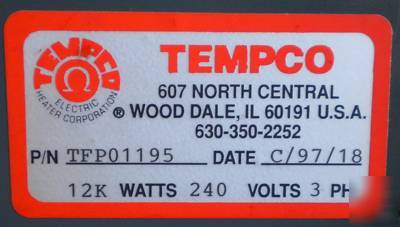 TEMPCO
TEMPCO
ELECTRIC
HEATER CORPORATION
®
607 NORTH CENTRAL
WOOD DALE, IL 60191 U.S.A.
630-350-2252
P/N TFP01195 DATE C/97/18
12K WATTS 240 VOLTS 3 PH